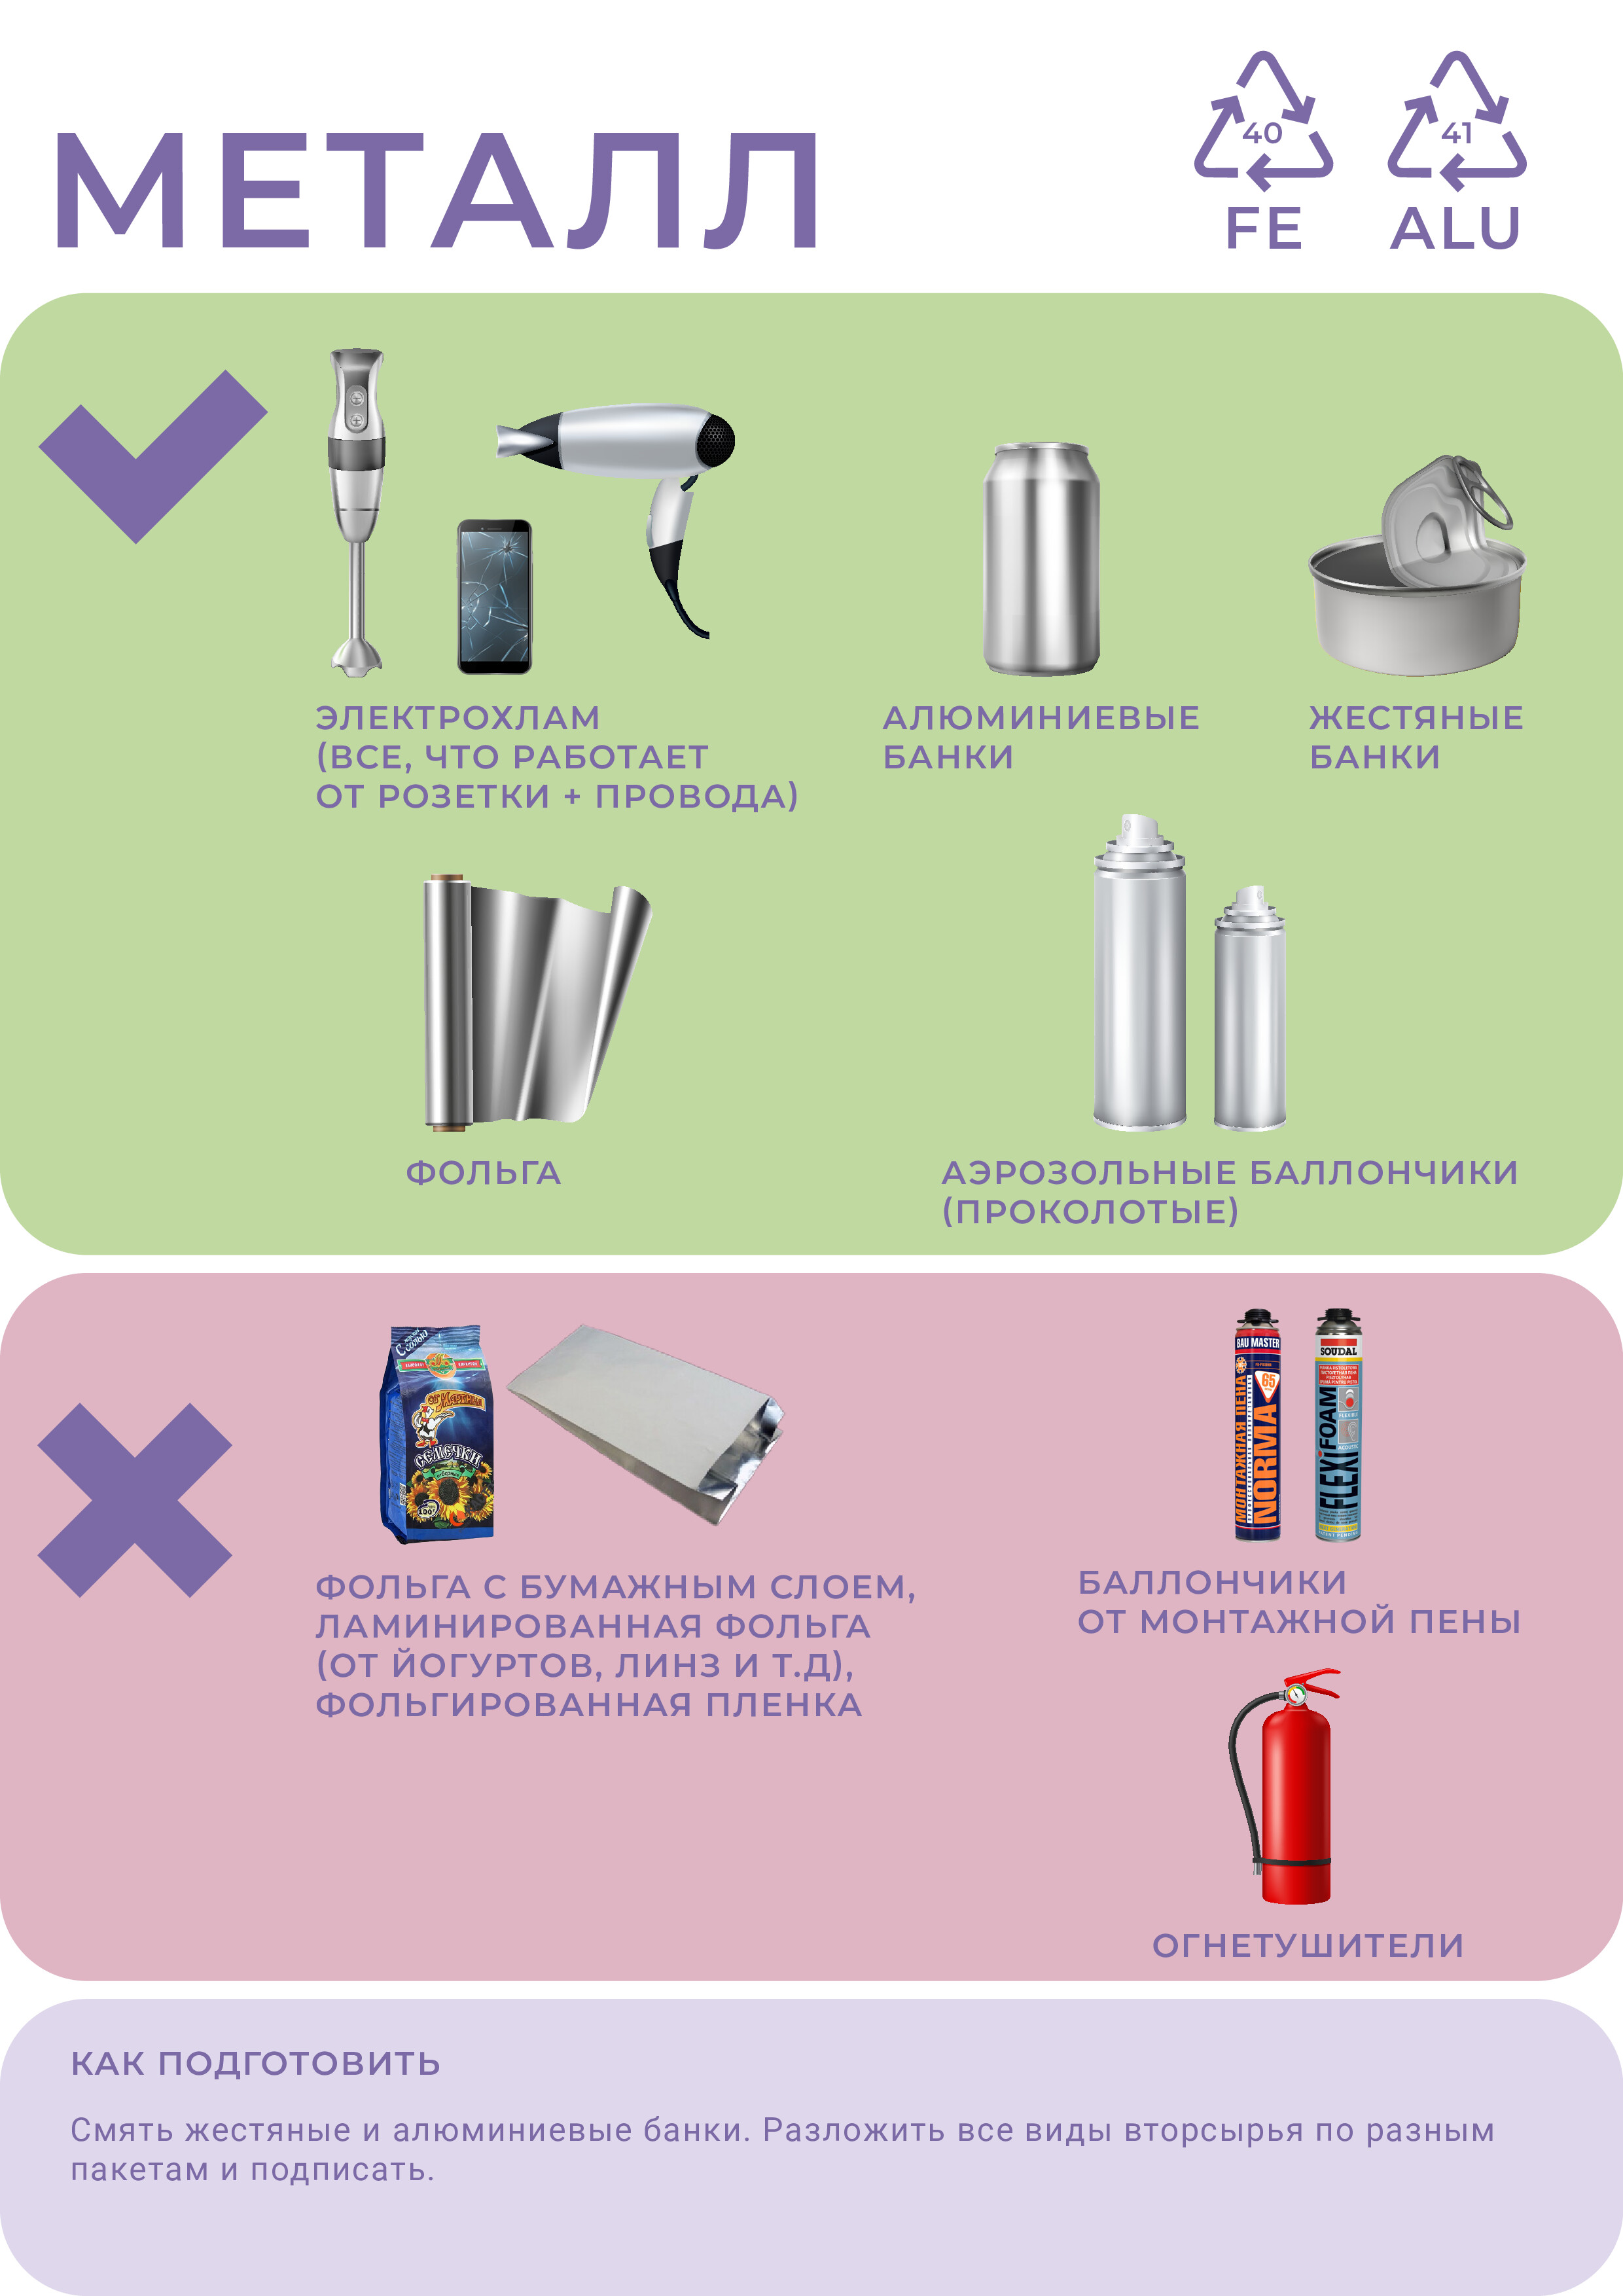 МЕТАЛЛ
40
FE
41
ALU
ЭЛЕКТРОХЛАМ
(ВСЕ, ЧТО РАБОТАЕТ
ОТ РОЗЕТКИ + ПРОВОДА)
АЛЮМИНИЕВЫЕ
БАНКИ
ЖЕСТЯНЫЕ
БАНКИ
ФОЛЬГА
АЭРОЗОЛЬНЫЕ БАЛЛОНЧИКИ
(ПРОКОЛОТЫЕ)
С солью
от Мартина
СЕМЕЧКИ
ФОЛЬГА С БУМАЖНЫМ СЛОЕМ,
ЛАМИНИРОВАННАЯ ФОЛЬГА
(ОТ ЙОГУРТОВ, ЛИНЗ И Т.Д),
ФОЛЬГИРОВАННАЯ ПЛЕНКА
BAU MASTER
65
МОНТАЖНАЯ ПЕНА
NORMA
SOUDAL
FLEXiFOAM
БАЛЛОНЧИКИ
ОТ МОНТАЖНОЙ ПЕНЫ
ОГНЕТУШИТЕЛИ
КАК ПОДГОТОВИТЬ
Смять жестяные и алюминиевые банки. Разложить все виды вторсырья по разным
пакетам и подписать.